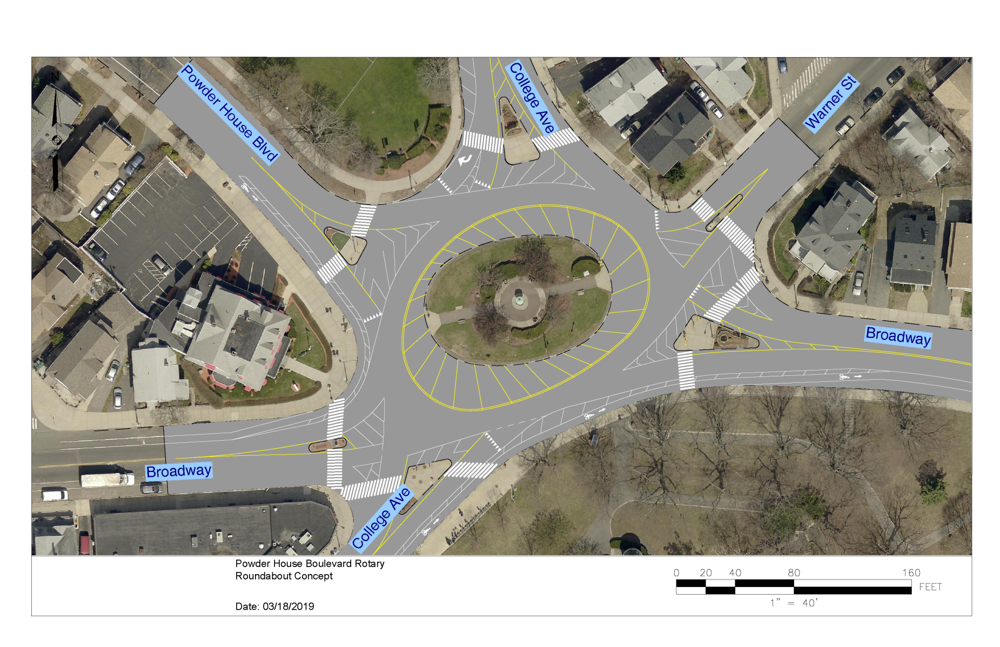 N
Powder House Blvd
College Ave
Warner St
Broadway
Broadway
College Ave
Powder House Boulevard Rotary
Roundabout Concept
Date: 03/18/2019
0 20 40 80 160
FEET
1" = 40'